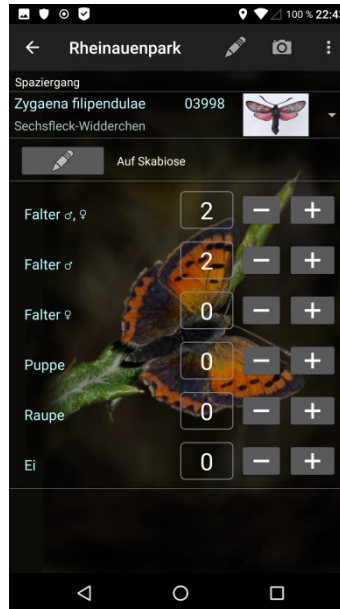 100 % 22:43
Rheinauenpark
Spaziergang
Zygaena filipendulae 03998
Sechsfleck-Widderchen
Auf Skabiose
Falter ♂, ♀ 2 − +
Falter ♂ 2 − +
Falter ♀ 0 − +
Puppe 0 − +
Raupe 0 − +
Ei 0 − +